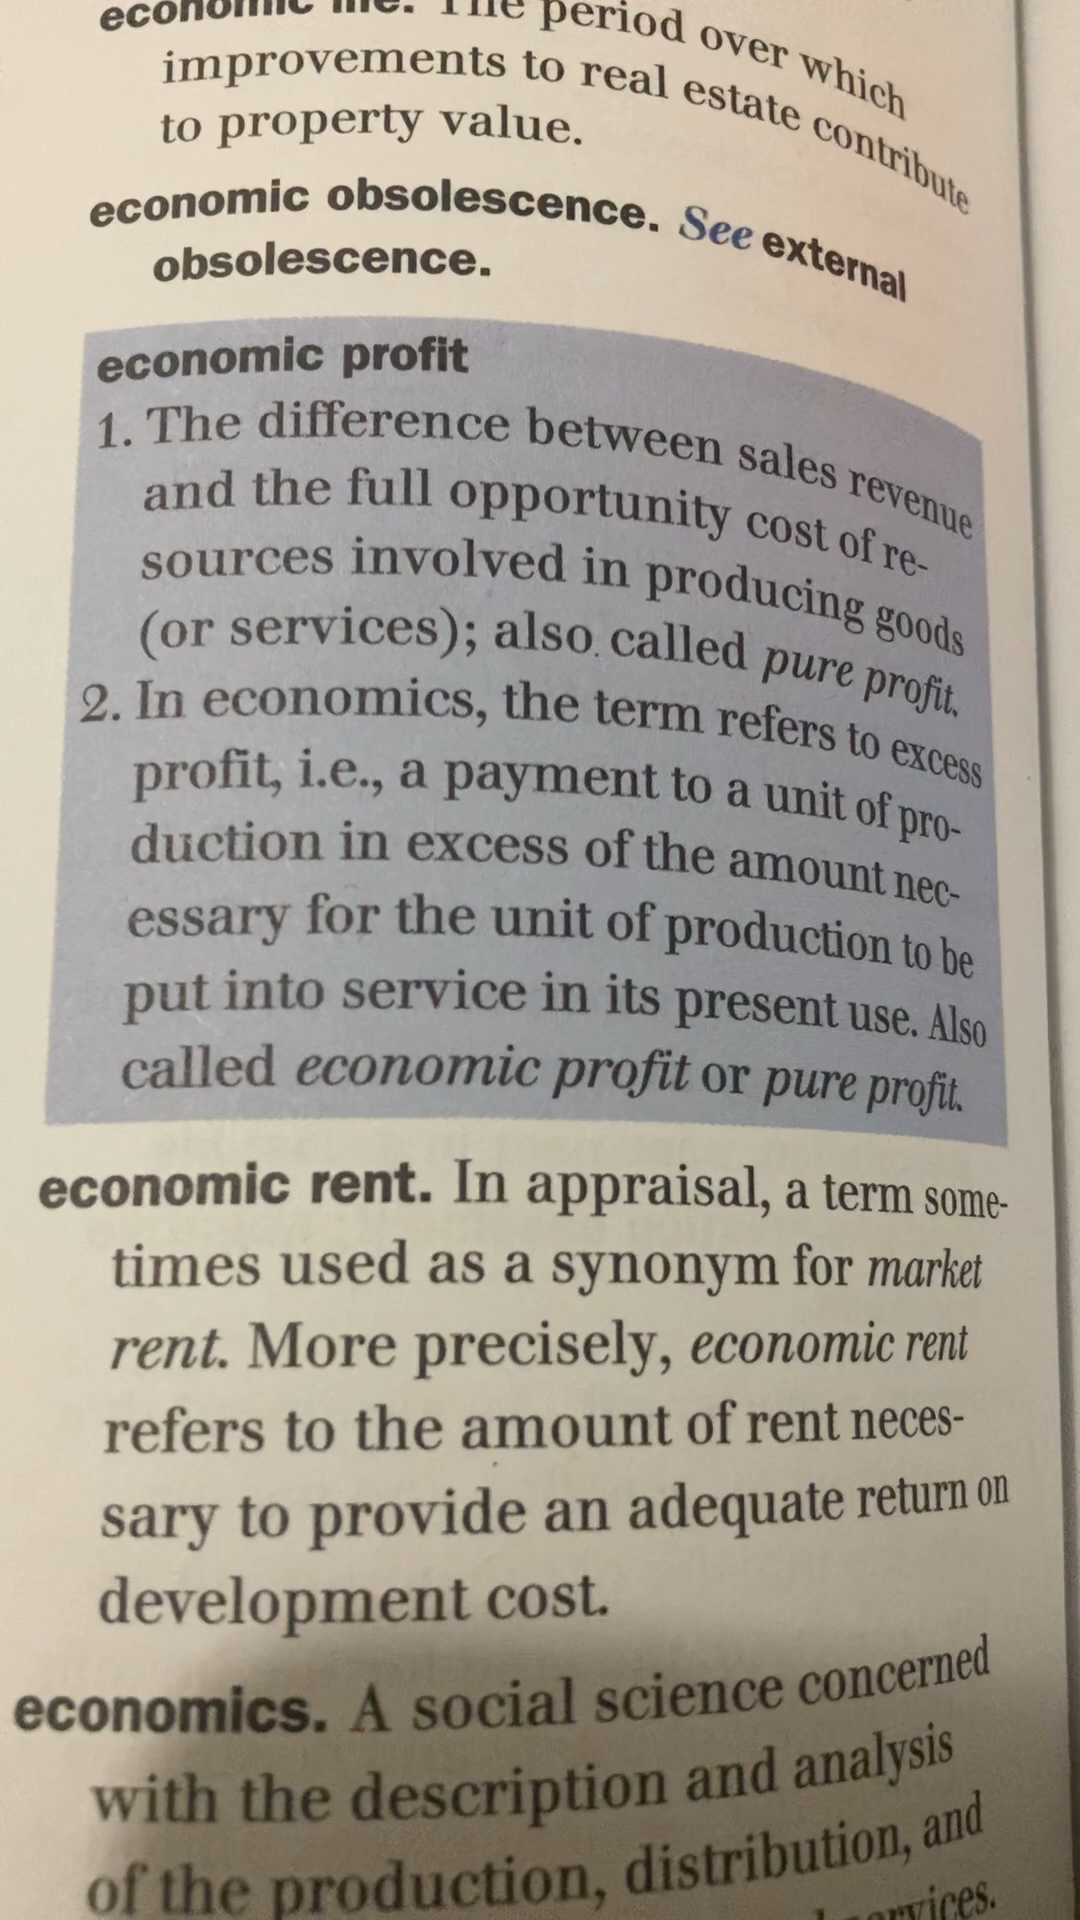 economic life. The period over which
improvements to real estate contribute
to property value.
economic obsolescence. See external
obsolescence.
economic profit
1. The difference between sales revenue
and the full opportunity cost of re-
sources involved in producing goods
(or services); also called pure profit.
2. In economics, the term refers to excess
profit, i.e., a payment to a unit of pro-
duction in excess of the amount nec-
essary for the unit of production to be
put into service in its present use. Also
called economic profit or pure profit.
economic rent. In appraisal, a term some-
times used as a synonym for market
rent. More precisely, economic rent
refers to the amount of rent neces-
sary to provide an adequate return on
development cost.
economics. A social science concerned
with the description and analysis
of the production, distribution, and
services.